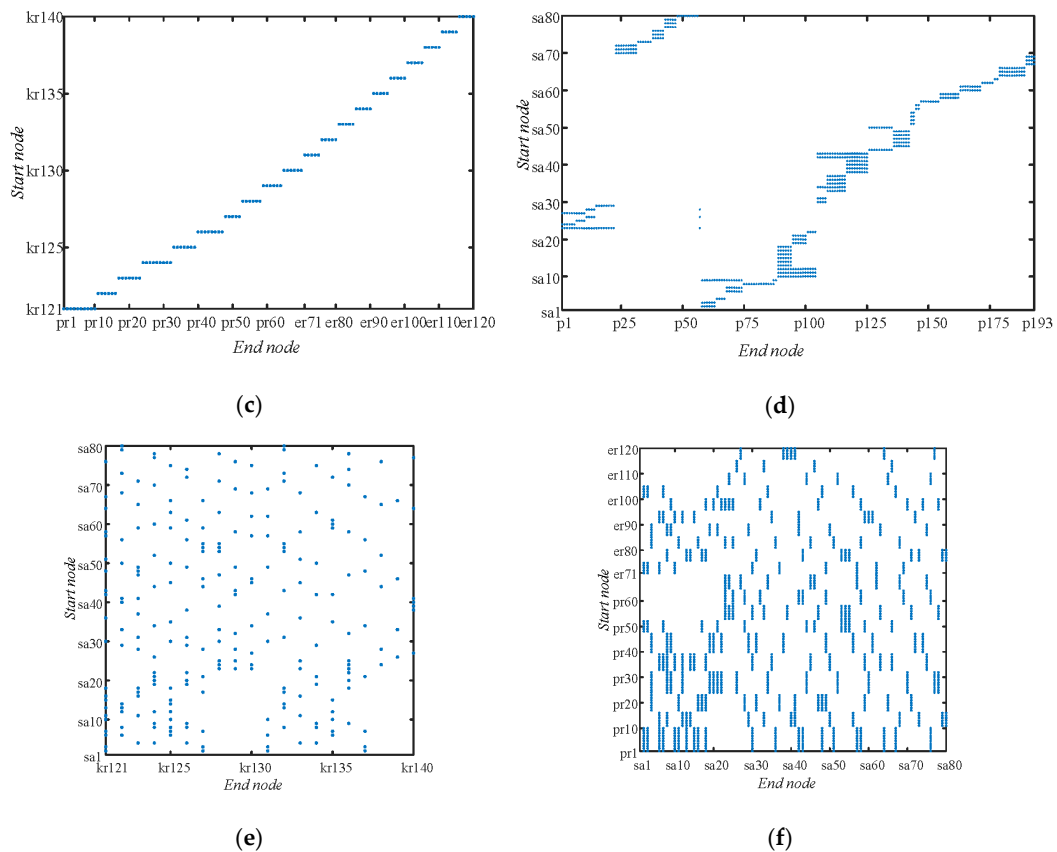 kr140
kr135
kr130
kr125
kr121
Start node
pr1 pr10 pr20 pr30 pr40 pr50 pr60 er71 er80 er90 er100 er110 er120
End node
(c)
sa80
sa70
sa60
sa50
sa40
sa30
sa20
sa10
sa1
Start node
p1 p25 p50 p75 p100 p125 p150 p175 p193
End node
(d)
sa80
sa70
sa60
sa50
sa40
sa30
sa20
sa10
sa1
Start node
kr121 kr125 kr130 kr135 kr140
End node
(e)
er120
er100
er90
er80
er71
pr60
pr50
pr40
pr30
pr20
pr10
pr1
Start node
sa1 sa10 sa20 sa30 sa40 sa50 sa60 sa70 sa80
End node
(f)